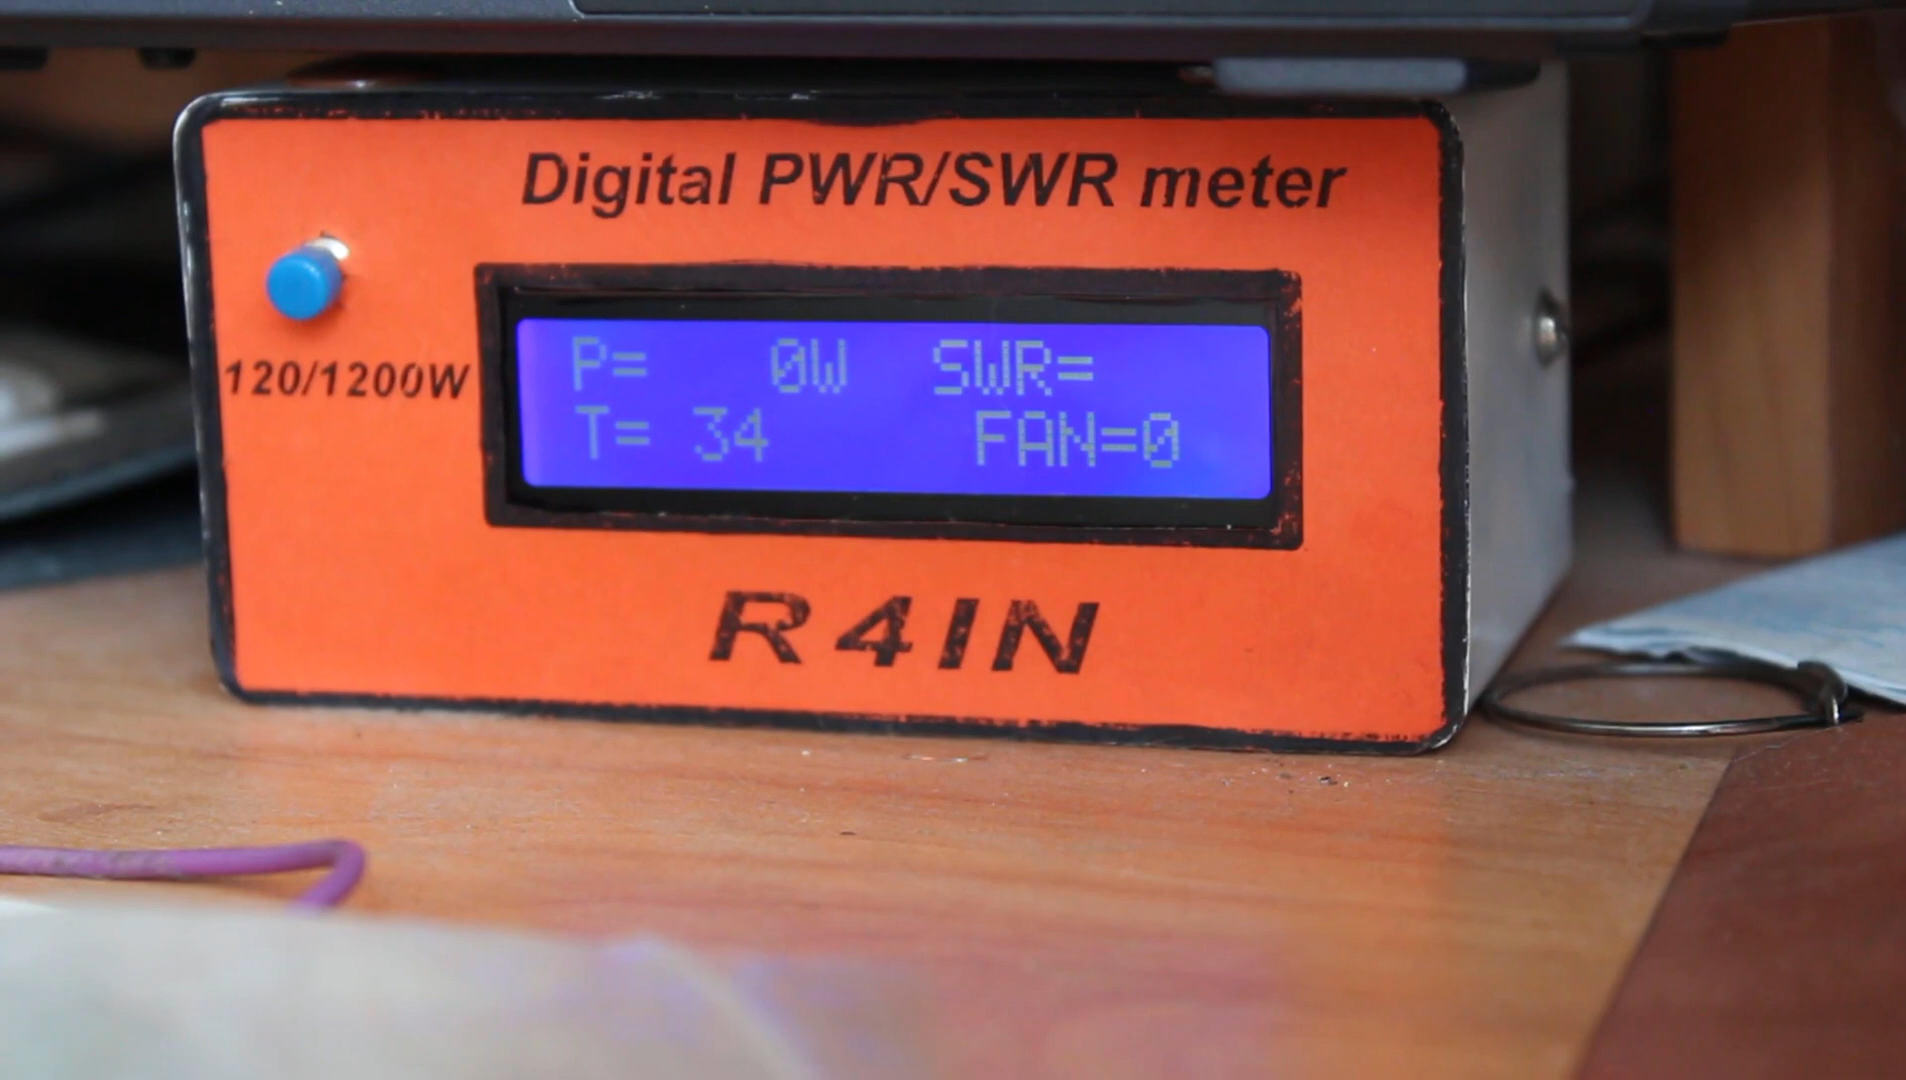 Digital PWR/SWR meter
120/1200W
P= 0W SWR=
T= 34 FAN=0
R4IN